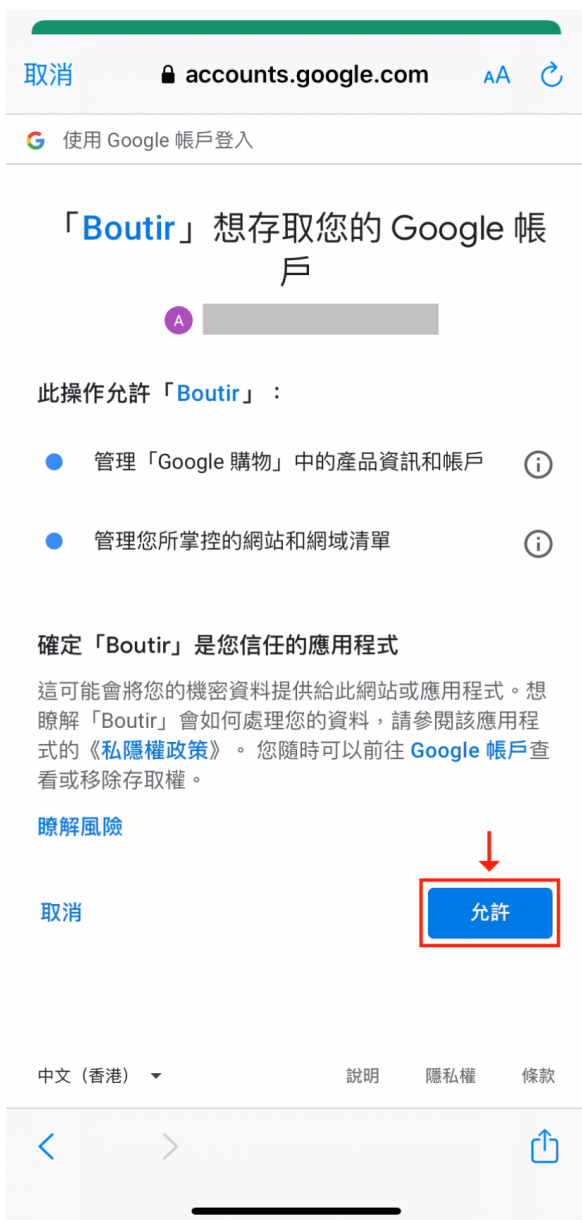 取消 accounts.google.com AA
G 使用 Google 帳戶登入
「Boutir」想存取您的 Google 帳
戶
A
此操作允許「Boutir」：
管理「Google 購物」中的產品資訊和帳戶
管理您所掌控的網站和網域清單
確定「Boutir」是您信任的應用程式
這可能會將您的機密資料提供給此網站或應用程式。想
瞭解「Boutir」會如何處理您的資料，請參閱該應用程
式的《私隱權政策》。 您隨時可以前往 Google 帳戶查
看或移除存取權。
瞭解風險
取消 允許
中文（香港） 說明 隱私權 條款